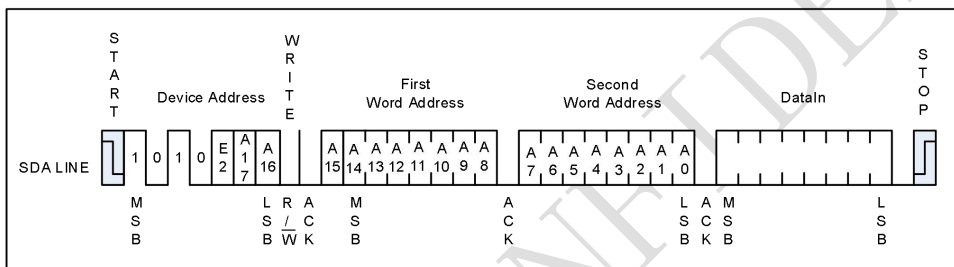 START
WRITE
STOP
Device Address
First
Word Address
Second
Word Address
DataIn
SDA LINE
1 0 1 0 E2 A17 A16
A15 A14 A13 A12 A11 A10 A9 A8
A7 A6 A5 A4 A3 A2 A1 A0
MSB
LSB
R/W
ACK
MSB
ACK
LSB
ACK
MSB
LSB